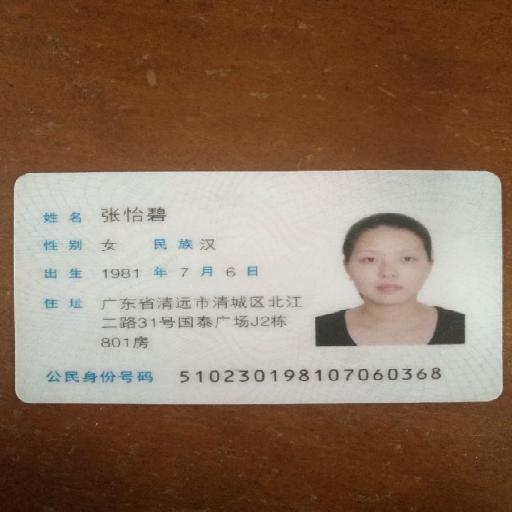 姓名 张怡碧
性别 女 民族 汉
出生 1981 年 7 月 6 日
住址 广东省清远市清城区北江
二路31号国泰广场J2栋
801房
公民身份号码 510230198107060368